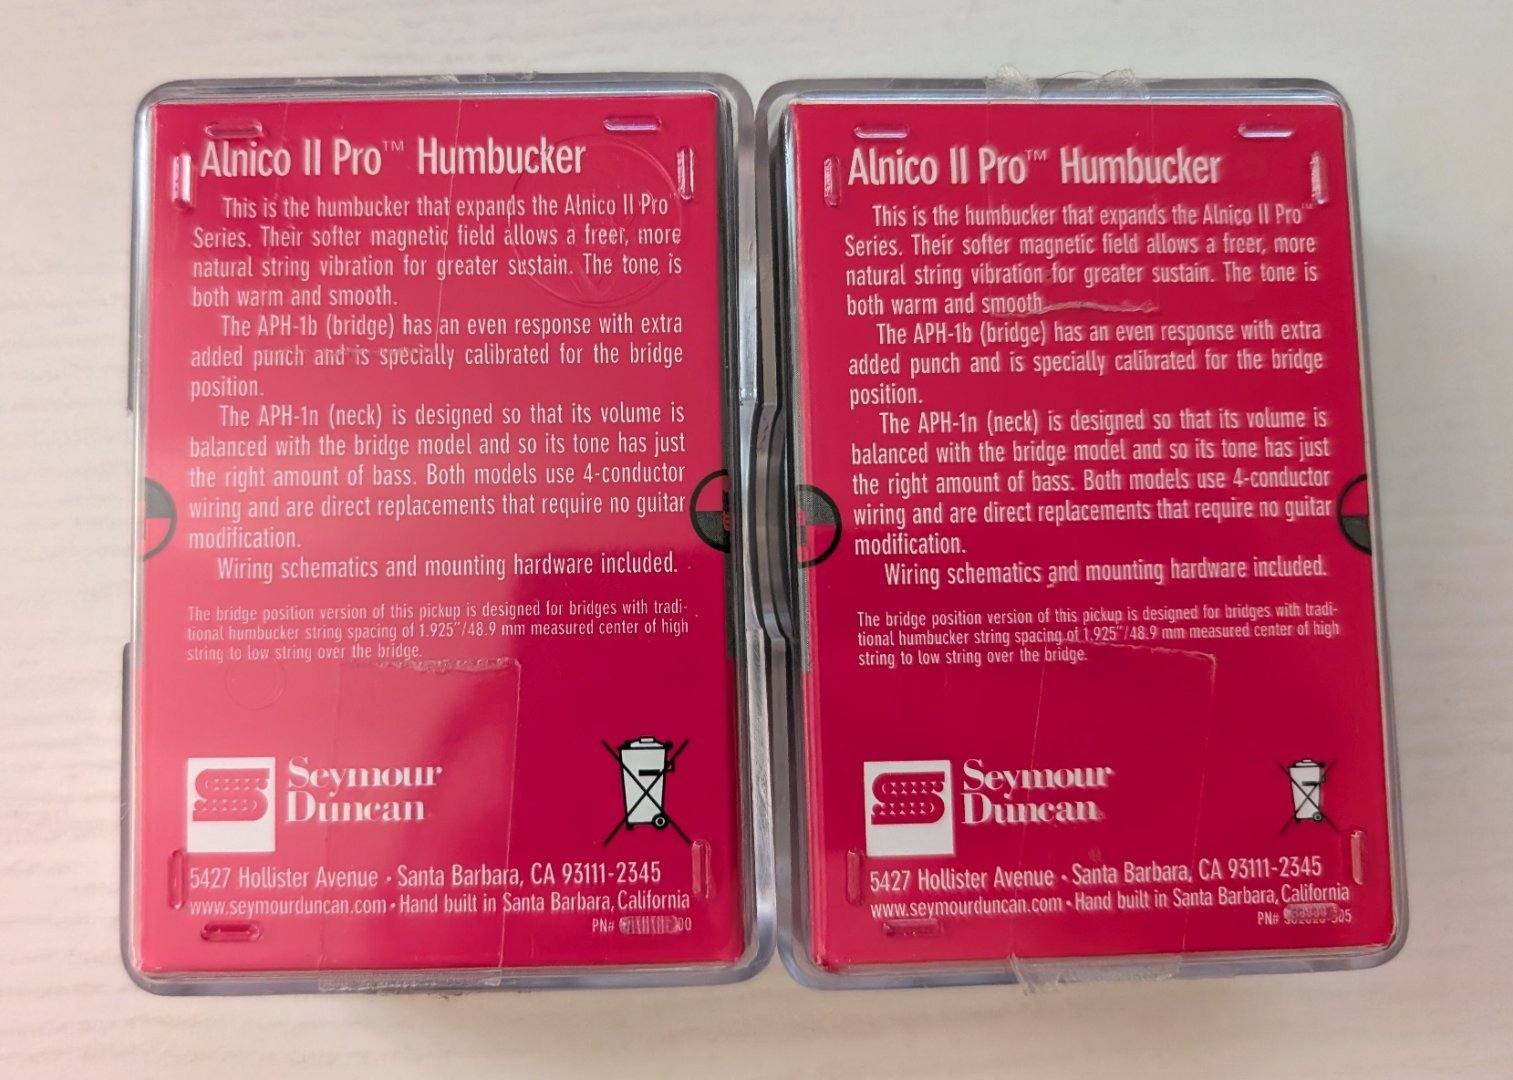 Alnico II Pro™ Humbucker
This is the humbucker that expands the Alnico II Pro™
Series. Their softer magnetic field allows a freer, more
natural string vibration for greater sustain. The tone is
both warm and smooth.
The APH-1b (bridge) has an even response with extra
added punch and is specially calibrated for the bridge
position.
The APH-1n (neck) is designed so that its volume is
balanced with the bridge model and so its tone has just
the right amount of bass. Both models use 4-conductor
wiring and are direct replacements that require no guitar
modification.
Wiring schematics and mounting hardware included.
The bridge position version of this pickup is designed for bridges with tradi-
tional humbucker string spacing of 1.925"/48.9 mm measured center of high
string to low string over the bridge.
Seymour
Duncan
5427 Hollister Avenue • Santa Barbara, CA 93111-2345
www.seymourduncan.com • Hand built in Santa Barbara, California
PN#
Alnico II Pro™ Humbucker
This is the humbucker that expands the Alnico II Pro™
Series. Their softer magnetic field allows a freer, more
natural string vibration for greater sustain. The tone is
both warm and smooth.
The APH-1b (bridge) has an even response with extra
added punch and is specially calibrated for the bridge
position.
The APH-1n (neck) is designed so that its volume is
balanced with the bridge model and so its tone has just
the right amount of bass. Both models use 4-conductor
wiring and are direct replacements that require no guitar
modification.
Wiring schematics and mounting hardware included.
The bridge position version of this pickup is designed for bridges with tradi-
tional humbucker string spacing of 1.925"/48.9 mm measured center of high
string to low string over the bridge.
Seymour
Duncan
5427 Hollister Avenue • Santa Barbara, CA 93111-2345
www.seymourduncan.com • Hand built in Santa Barbara, California
PN#